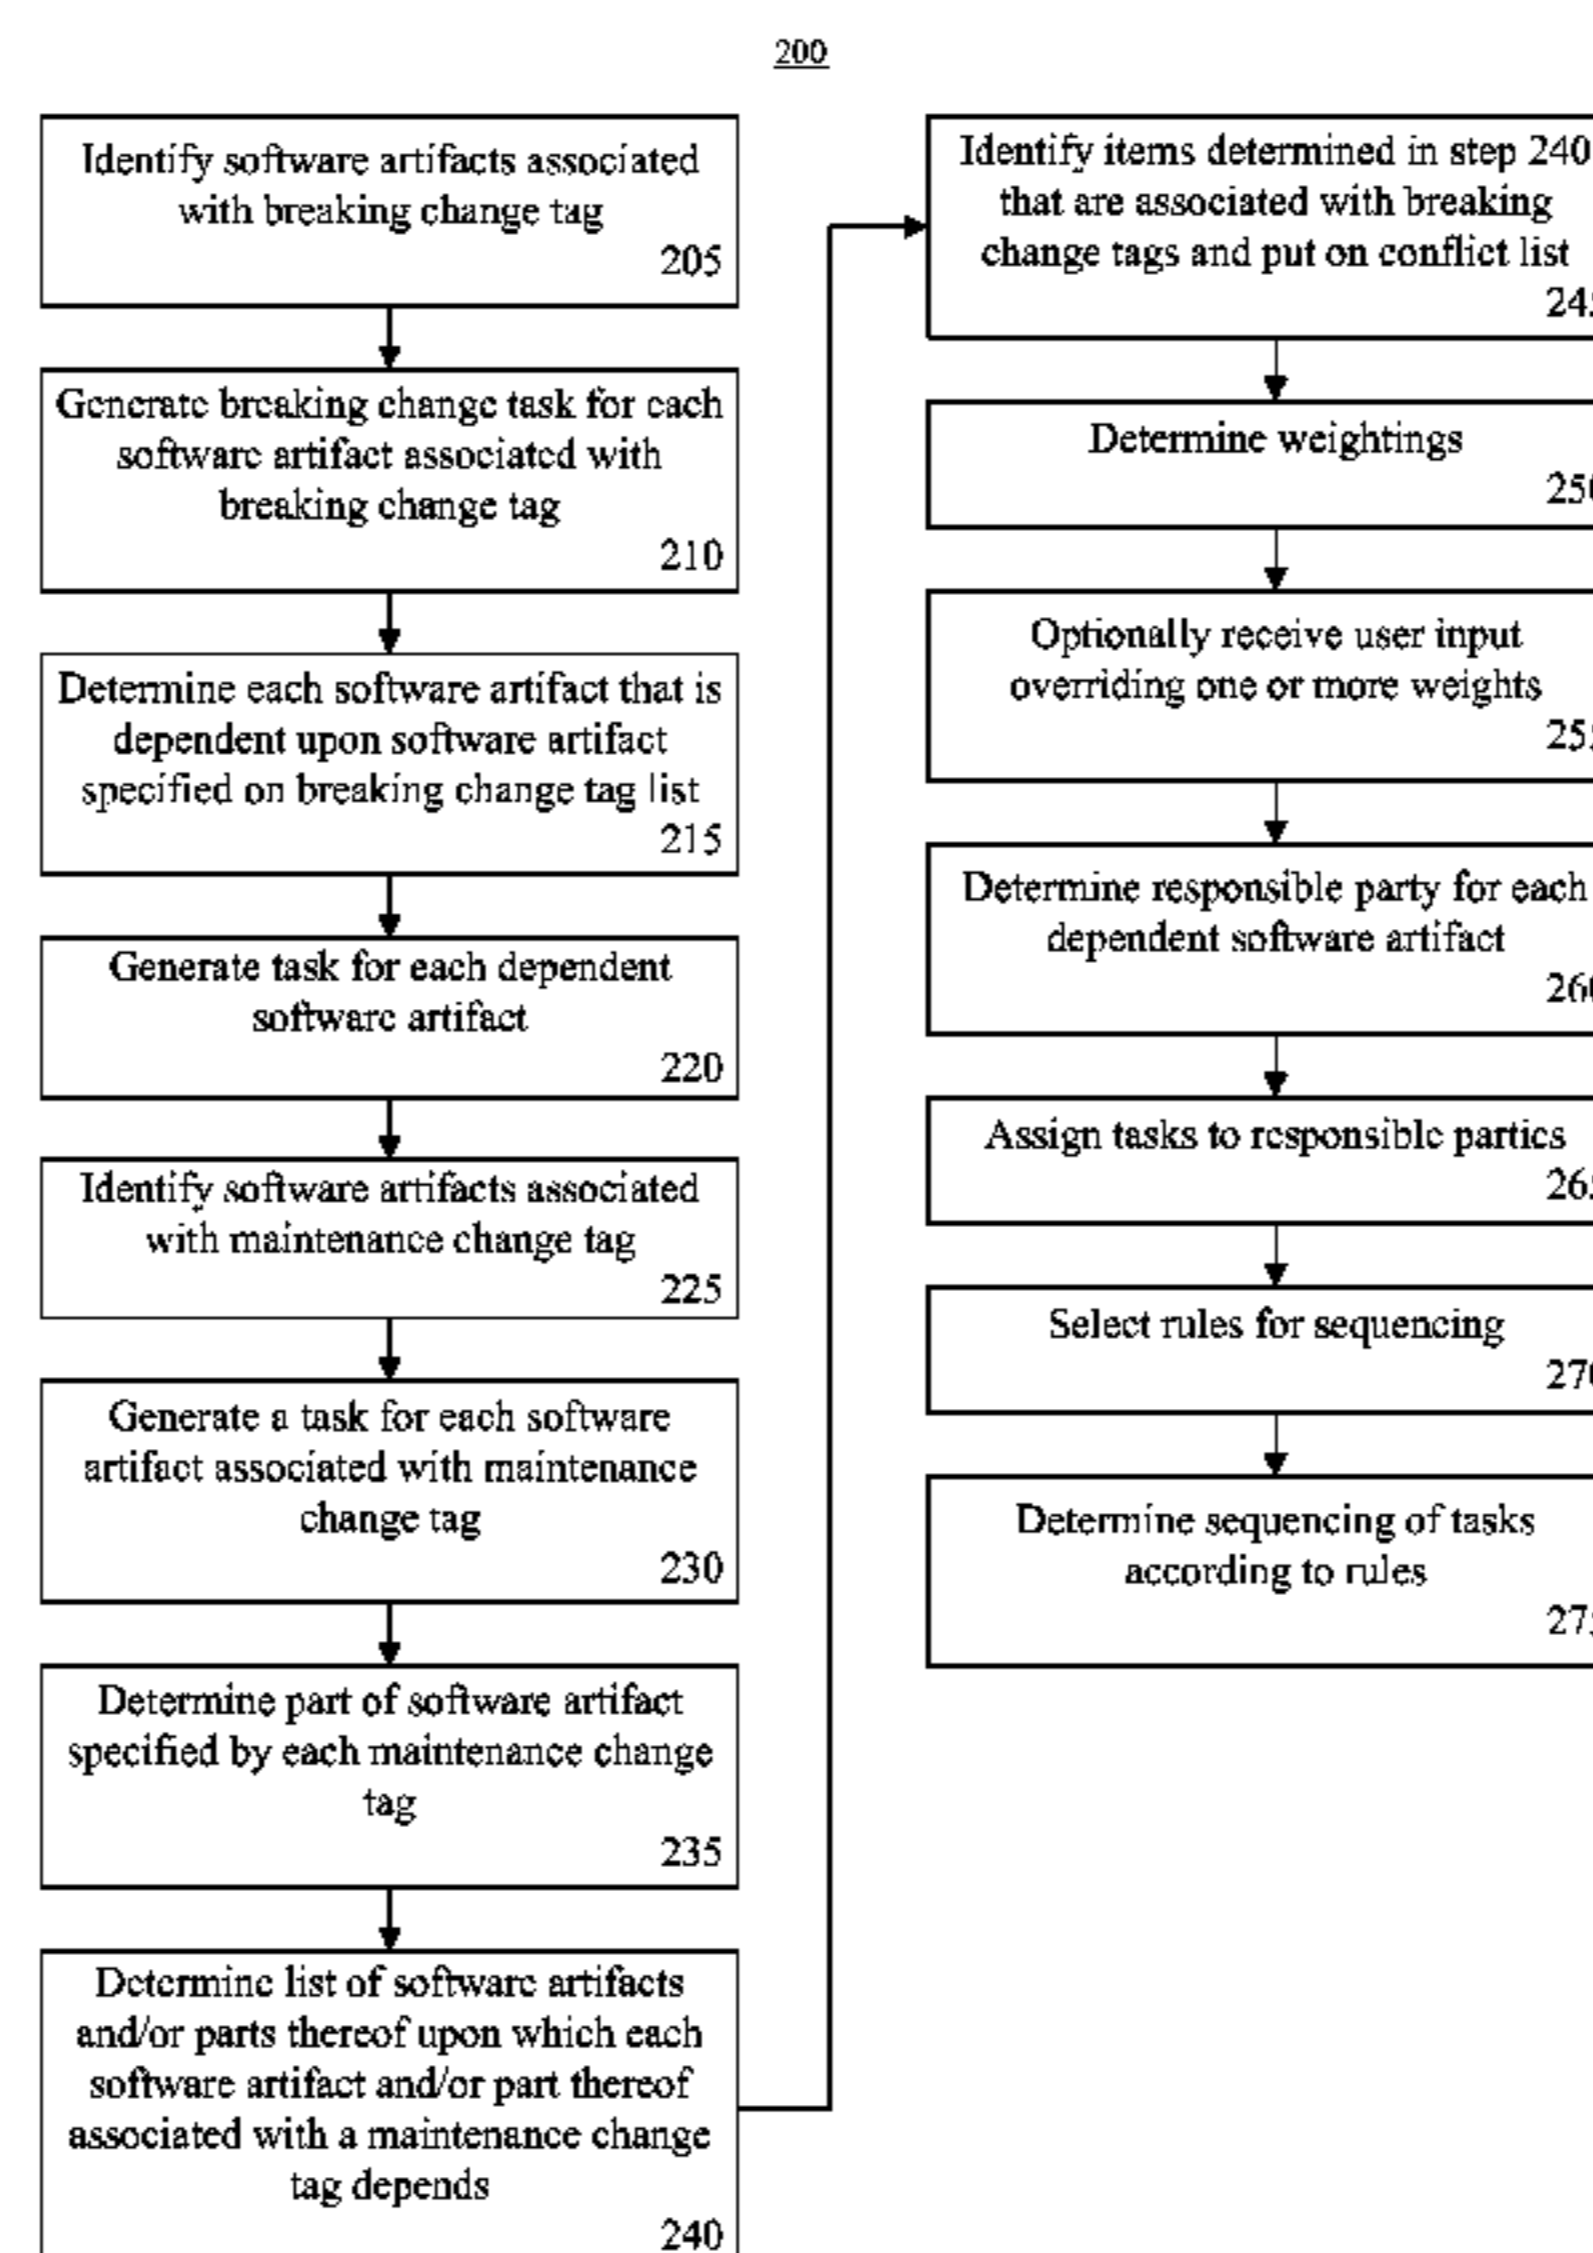 200
Identify software artifacts associated
with breaking change tag
205
Generate breaking change task for each
software artifact associated with
breaking change tag
210
Determine each software artifact that is
dependent upon software artifact
specified on breaking change tag list
215
Generate task for each dependent
software artifact
220
Identify software artifacts associated
with maintenance change tag
225
Generate a task for each software
artifact associated with maintenance
change tag
230
Determine part of software artifact
specified by each maintenance change
tag
235
Determine list of software artifacts
and/or parts thereof upon which each
software artifact and/or part thereof
associated with a maintenance change
tag depends
240
Identify items determined in step 240
that are associated with breaking
change tags and put on conflict list
245
Determine weightings
250
Optionally receive user input
overriding one or more weights
255
Determine responsible party for each
dependent software artifact
260
Assign tasks to responsible parties
265
Select rules for sequencing
270
Determine sequencing of tasks
according to rules
275